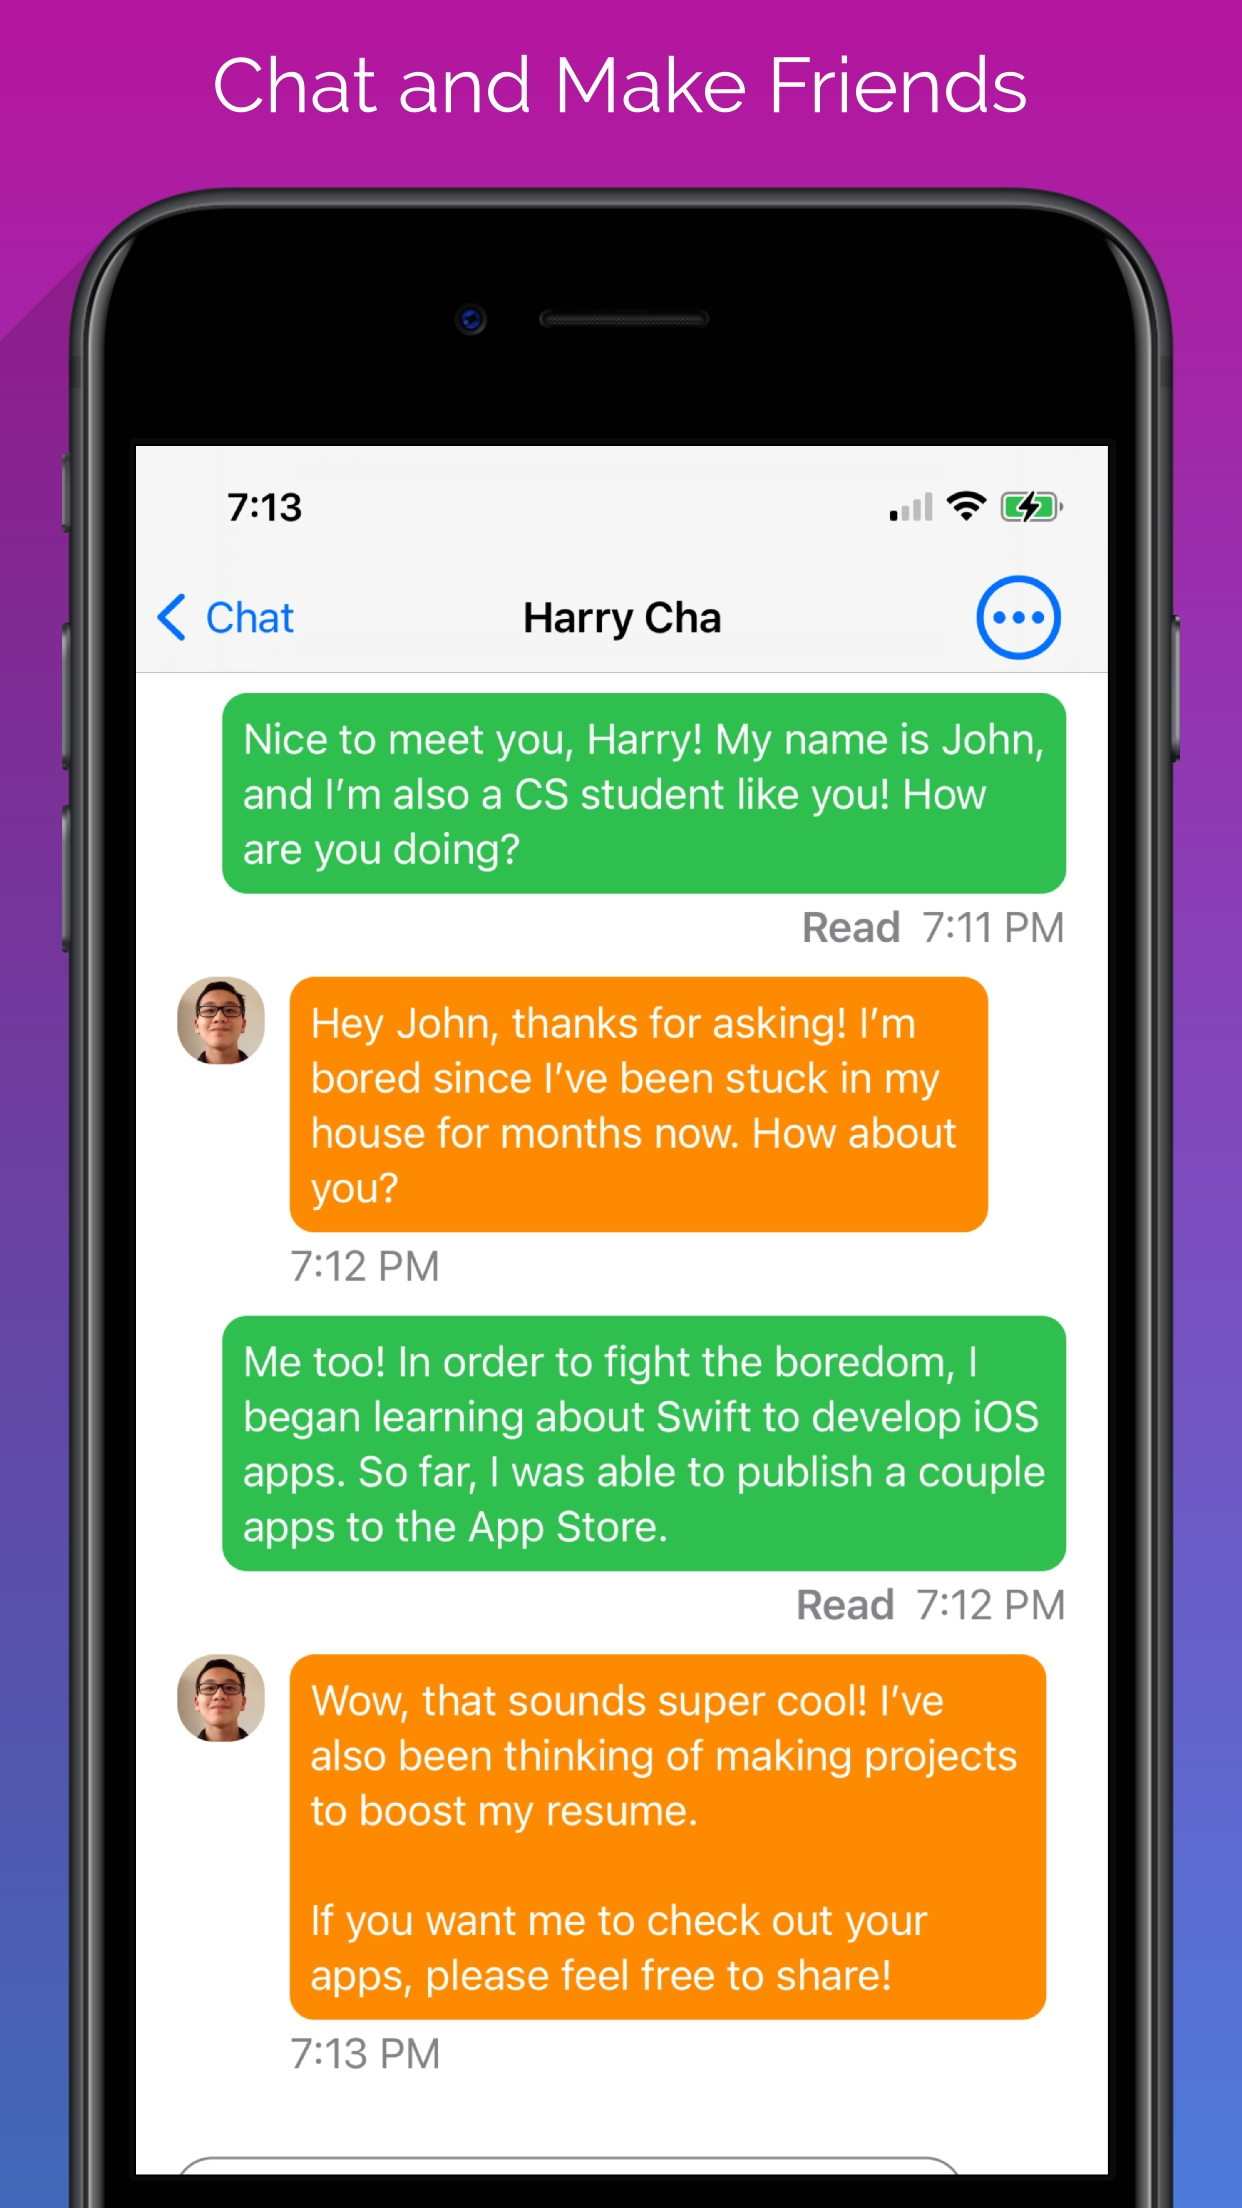 Chat and Make Friends
7:13
Chat
Harry Cha
Nice to meet you, Harry! My name is John,
and I’m also a CS student like you! How
are you doing?
Read 7:11 PM
Hey John, thanks for asking! I’m
bored since I’ve been stuck in my
house for months now. How about
you?
7:12 PM
Me too! In order to fight the boredom, I
began learning about Swift to develop iOS
apps. So far, I was able to publish a couple
apps to the App Store.
Read 7:12 PM
Wow, that sounds super cool! I’ve
also been thinking of making projects
to boost my resume.
If you want me to check out your
apps, please feel free to share!
7:13 PM